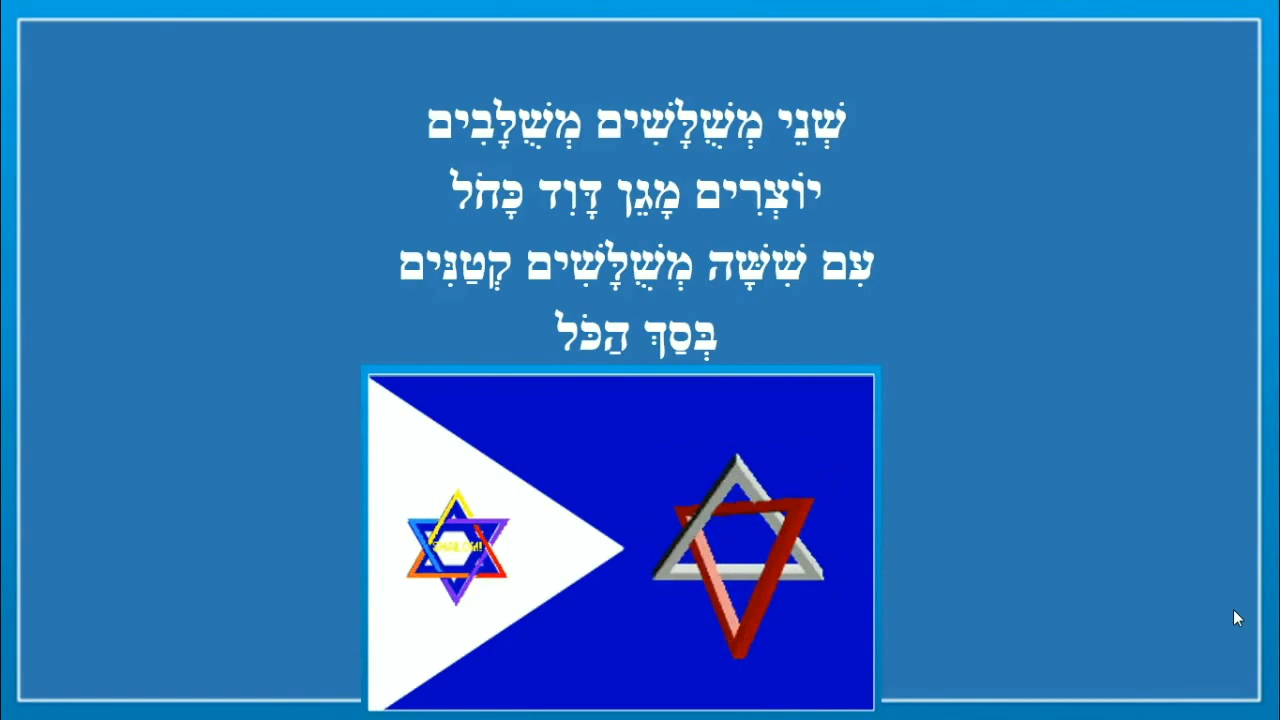 שְׁנֵי מְשֻׁלָּשִׁים מְשֻׁלָּבִים
יוֹצְרִים מָגֵן דָּוִד כָּחֹל
עִם שִׁשָּׁה מְשֻׁלָּשִׁים קְטַנִּים
בְּסַךְ הַכֹּל